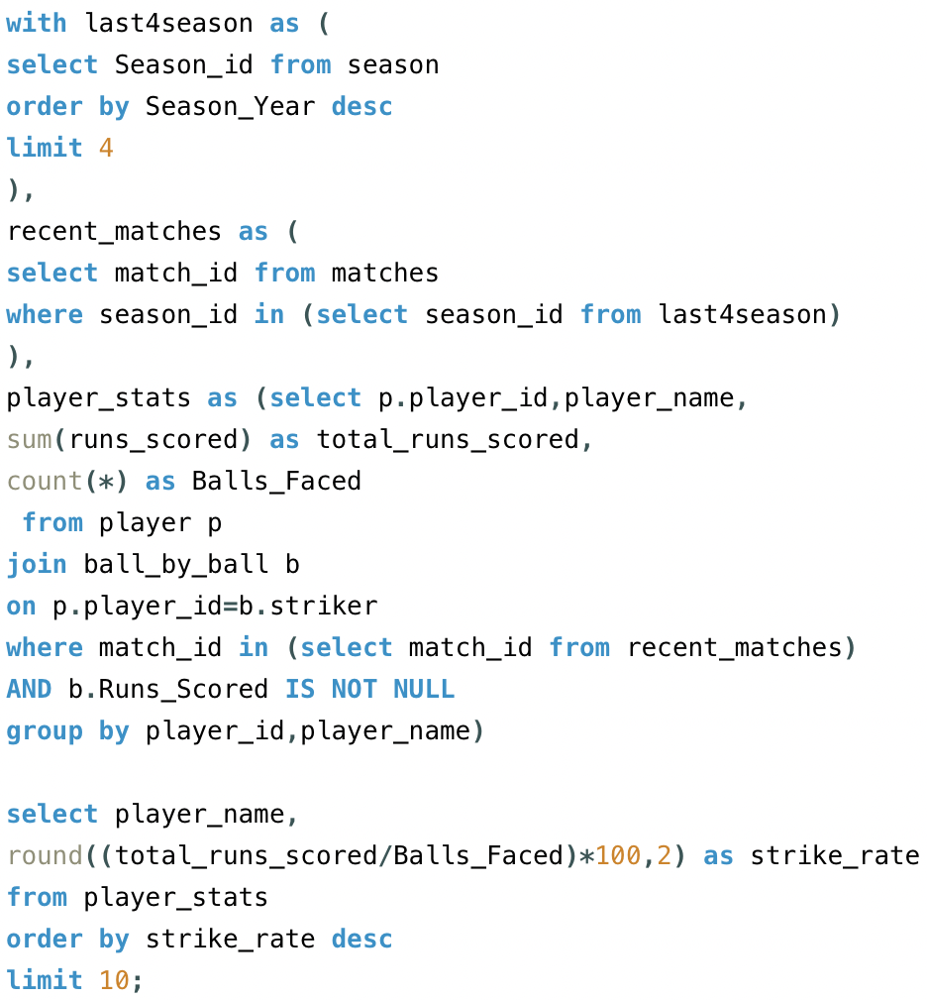 with last4season as (
select Season_id from season
order by Season_Year desc
limit 4
),
recent_matches as (
select match_id from matches
where season_id in (select season_id from last4season)
),
player_stats as (select p.player_id,player_name,
sum(runs_scored) as total_runs_scored,
count(*) as Balls_Faced
 from player p
join ball_by_ball b
on p.player_id=b.striker
where match_id in (select match_id from recent_matches)
AND b.Runs_Scored IS NOT NULL
group by player_id,player_name)

select player_name,
round((total_runs_scored/Balls_Faced)*100,2) as strike_rate
from player_stats
order by strike_rate desc
limit 10;